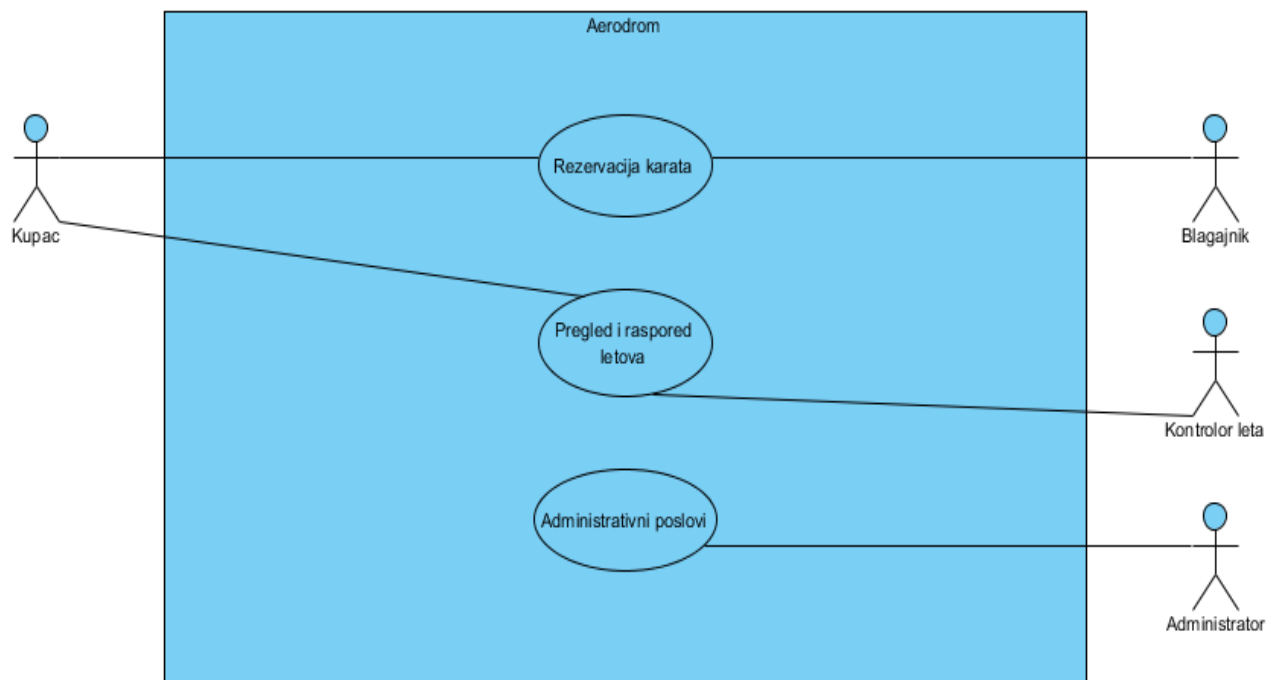 Aerodrom
Rezervacija karata
Kupac
Blagajnik
Pregled i raspored
letova
Kontrolor leta
Administrativni poslovi
Administrator